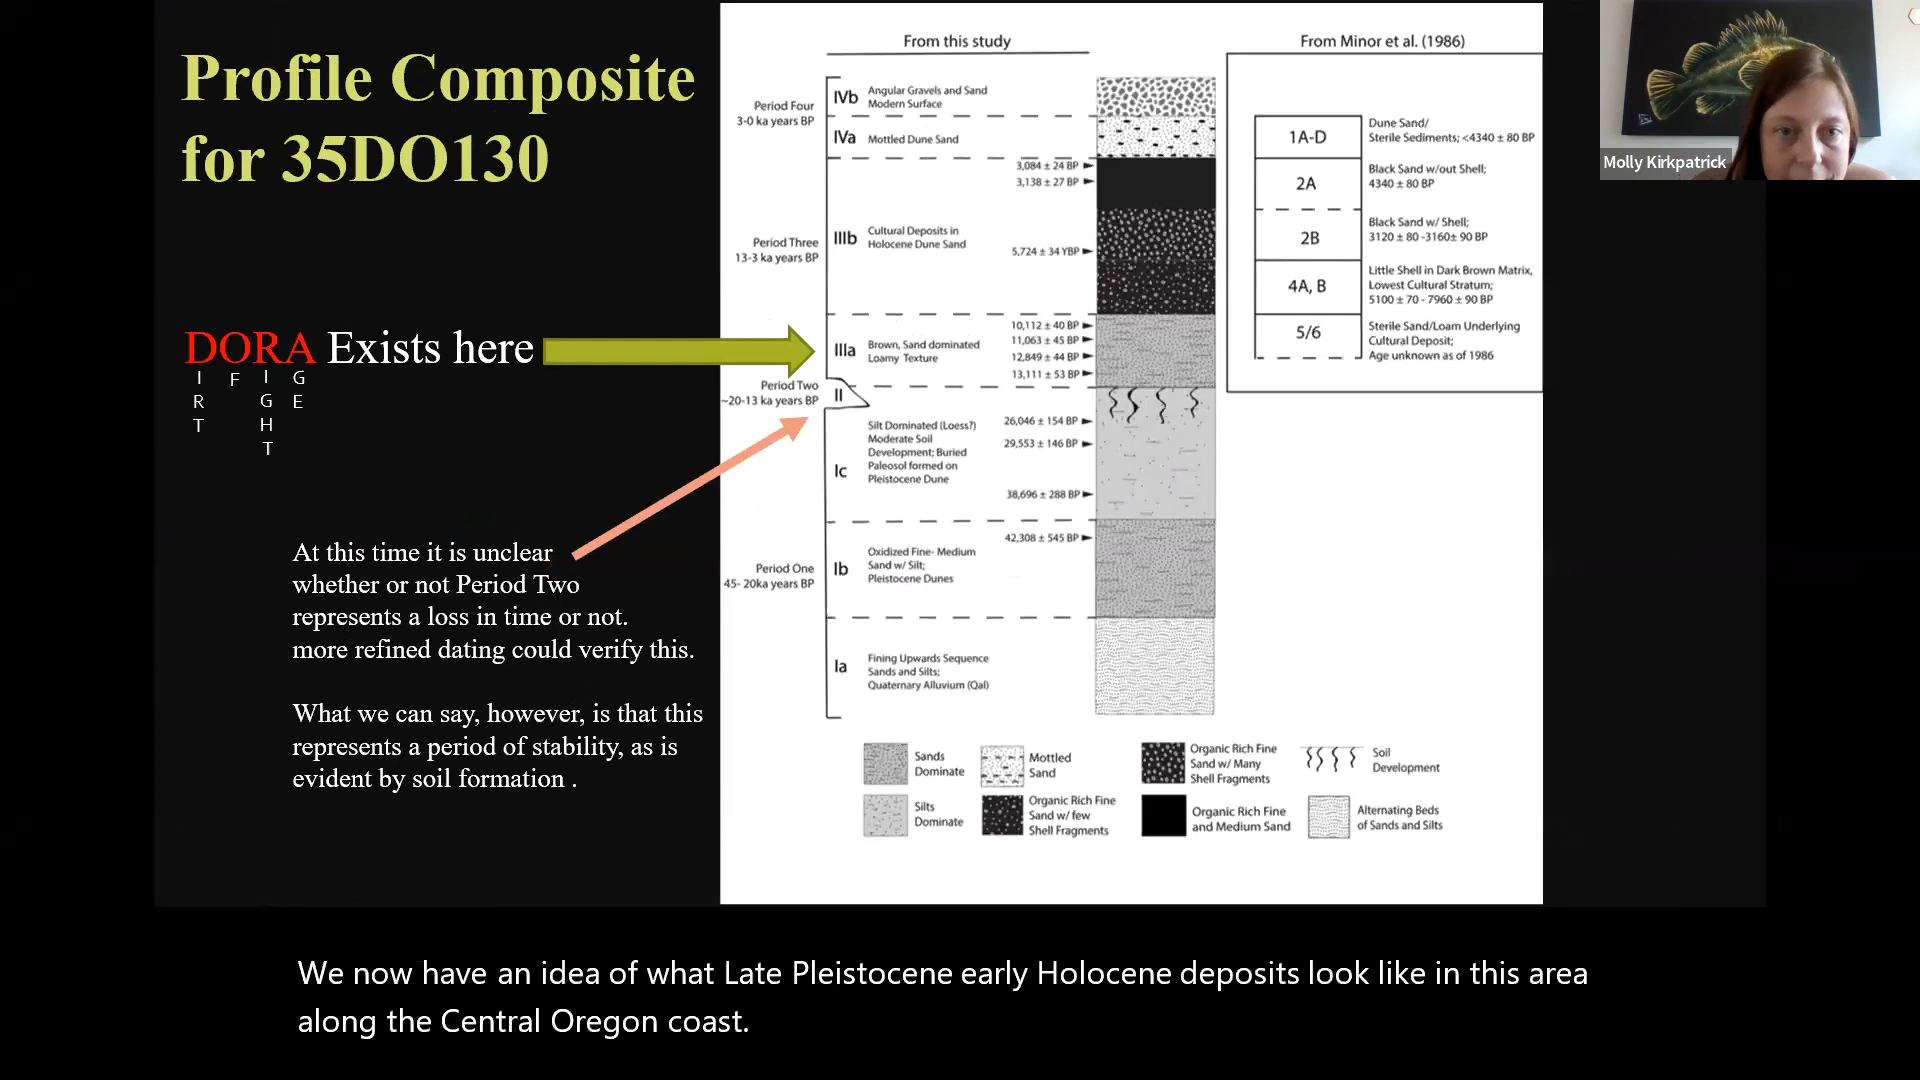 Profile Composite
for 35DO130
DORA Exists here
IRT
F
IGHT
GE
At this time it is unclear
whether or not Period Two
represents a loss in time or not.
more refined dating could verify this.
What we can say, however, is that this
represents a period of stability, as is
evident by soil formation .
From this study
Period Four
3-0 ka years BP
IVb
Angular Gravels and Sand
Modern Surface
IVa
Mottled Dune Sand
3,084 ± 24 BP
3,138 ± 27 BP
Period Three
13-3 ka years BP
IIIb
Cultural Deposits in
Holocene Dune Sand
5,724 ± 34 YBP
IIIa
Brown, Sand dominated
Loamy Texture
10,112 ± 40 BP
11,063 ± 45 BP
12,849 ± 44 BP
13,111 ± 53 BP
Period Two
~20-13 ka years BP
II
Ic
Silt Dominated (Loess?)
Moderate Soil
Development; Buried
Paleosol formed on
Pleistocene Dune
26,046 ± 154 BP
29,553 ± 146 BP
38,696 ± 288 BP
42,308 ± 545 BP
Period One
45- 20ka years BP
Ib
Oxidized Fine- Medium
Sand w/ Silt;
Pleistocene Dunes
Ia
Fining Upwards Sequence
Sands and Silts;
Quaternary Alluvium (Qal)
From Minor et al. (1986)
1A-D
Dune Sand/
Sterile Sediments; <4340 ± 80 BP
2A
Black Sand w/out Shell;
4340 ± 80 BP
2B
Black Sand w/ Shell;
3120 ± 80 -3160± 90 BP
4A, B
Little Shell in Dark Brown Matrix,
Lowest Cultural Stratum;
5100 ± 70 - 7960 ± 90 BP
5/6
Sterile Sand/Loam Underlying
Cultural Deposit;
Age unknown as of 1986
Sands
Dominate
Mottled
Sand
Organic Rich Fine
Sand w/ Many
Shell Fragments
Soil
Development
Silts
Dominate
Organic Rich Fine
Sand w/ few
Shell Fragments
Organic Rich Fine
and Medium Sand
Alternating Beds
of Sands and Silts
Molly Kirkpatrick
We now have an idea of what Late Pleistocene early Holocene deposits look like in this area
along the Central Oregon coast.